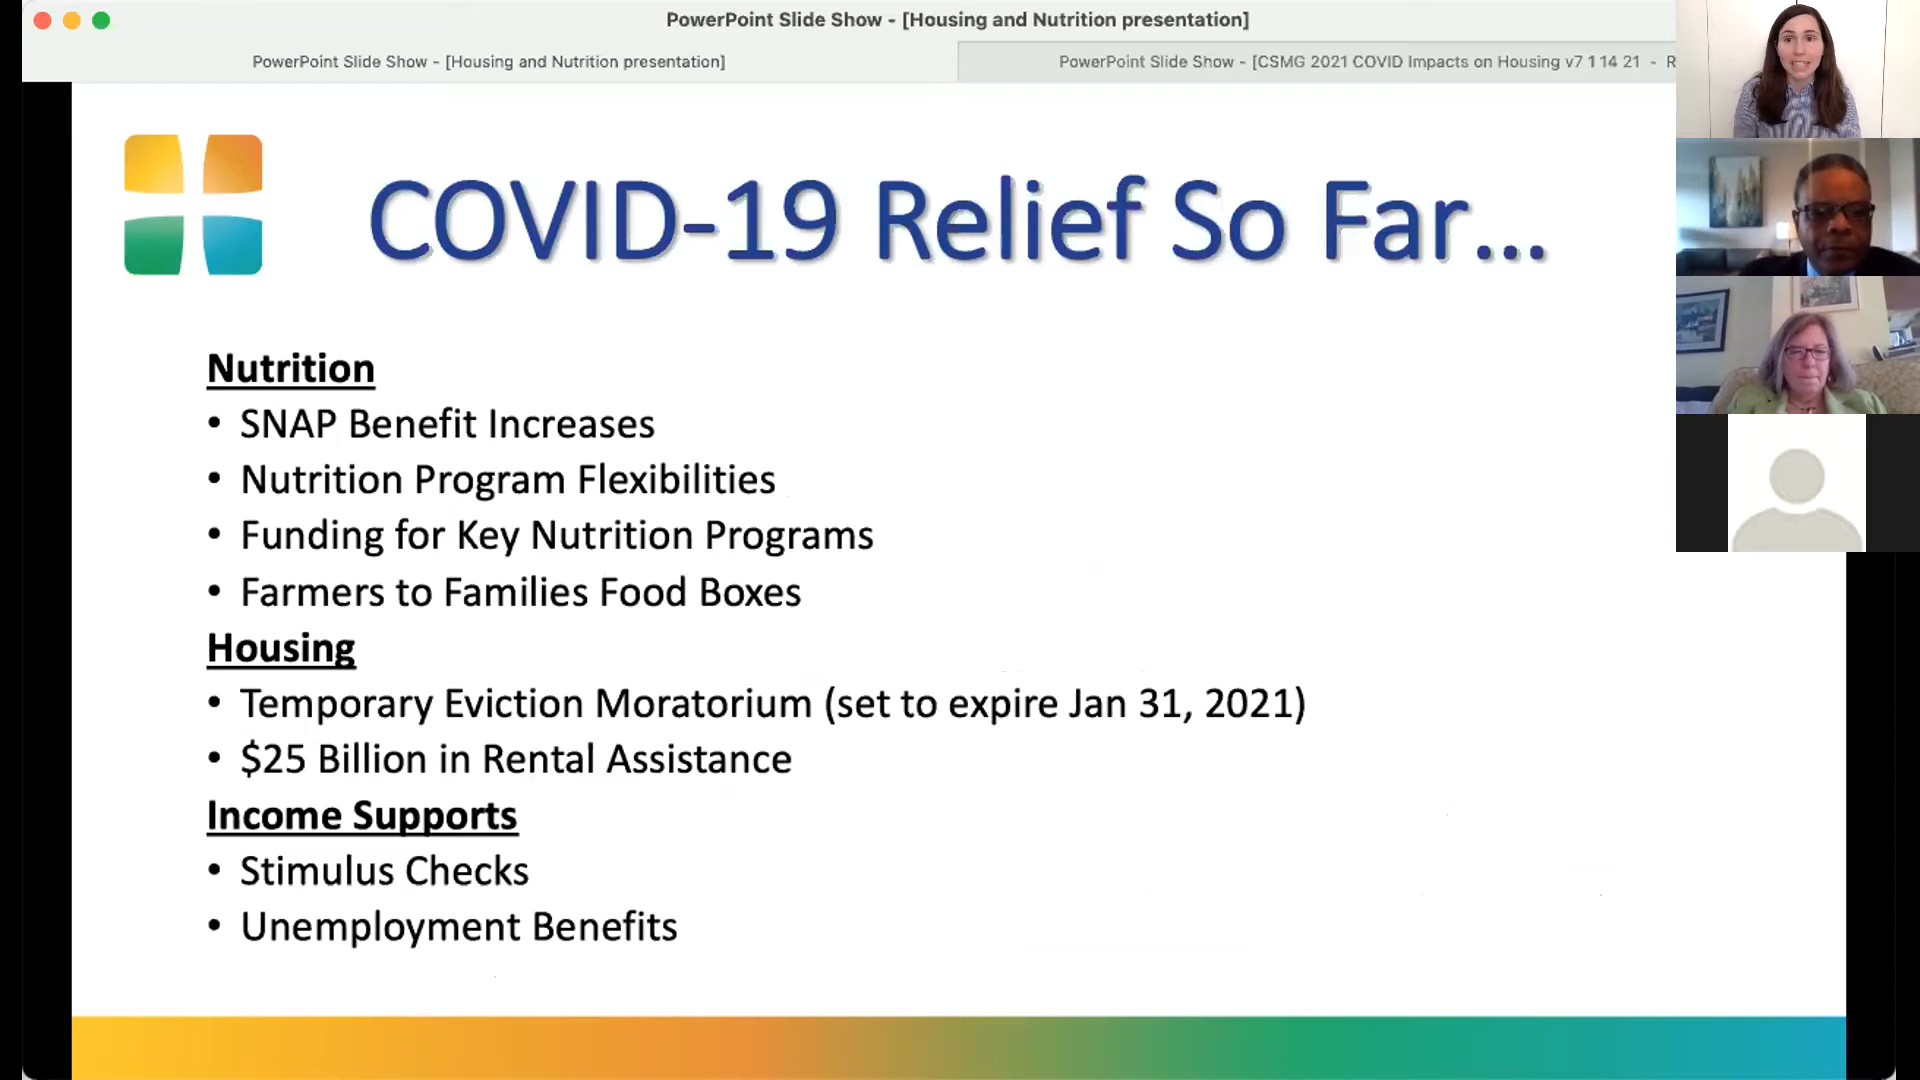 PowerPoint Slide Show - [Housing and Nutrition presentation]
PowerPoint Slide Show - [Housing and Nutrition presentation]
PowerPoint Slide Show - [CSMG 2021 COVID Impacts on Housing v7 1 14 21 - R
COVID-19 Relief So Far...
Nutrition
• SNAP Benefit Increases
• Nutrition Program Flexibilities
• Funding for Key Nutrition Programs
• Farmers to Families Food Boxes
Housing
• Temporary Eviction Moratorium (set to expire Jan 31, 2021)
• $25 Billion in Rental Assistance
Income Supports
• Stimulus Checks
• Unemployment Benefits